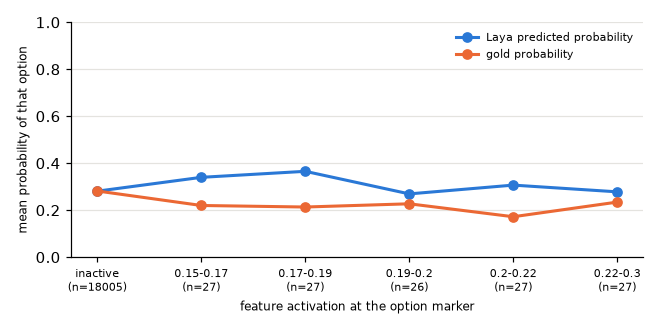 Laya predicted probability
gold probability
mean probability of that option
1.0
0.8
0.6
0.4
0.2
0.0
inactive
(n=18005)
0.15-0.17
(n=27)
0.17-0.19
(n=27)
0.19-0.2
(n=26)
0.2-0.22
(n=27)
0.22-0.3
(n=27)
feature activation at the option marker